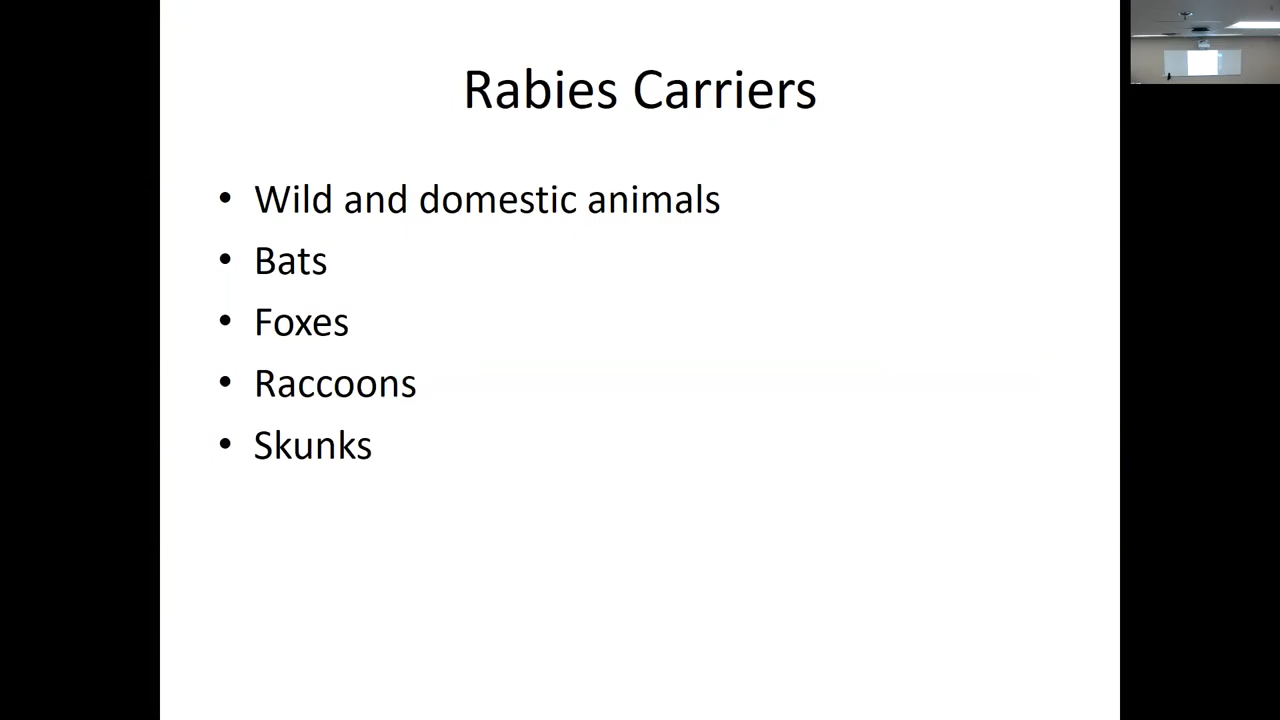 Rabies Carriers
• Wild and domestic animals
• Bats
• Foxes
• Raccoons
• Skunks